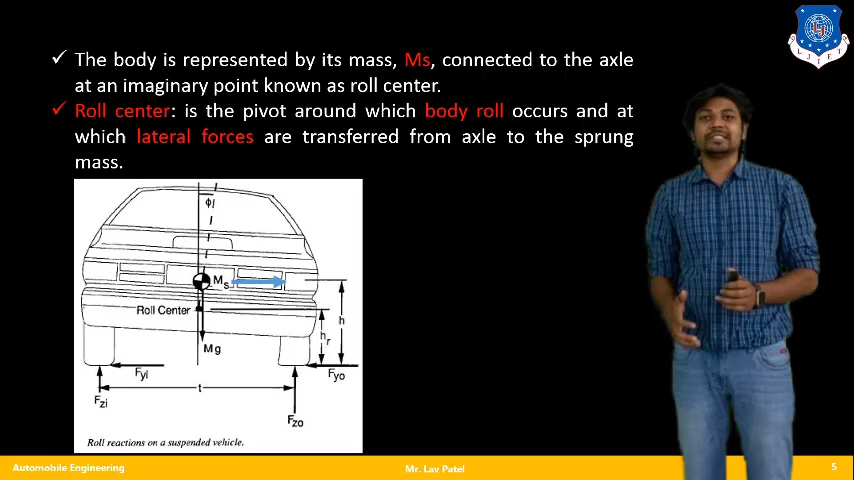 ✓ The body is represented by its mass, Ms, connected to the axle
at an imaginary point known as roll center.
✓ Roll center: is the pivot around which body roll occurs and at
which lateral forces are transferred from axle to the sprung
mass.
ϕ
Ms
Roll Center
h
hr
Mg
Fyi
Fyo
t
Fzi
Fzo
Roll reactions on a suspended vehicle.
L J I E T
Automobile Engineering
Mr. Lav Patel
5